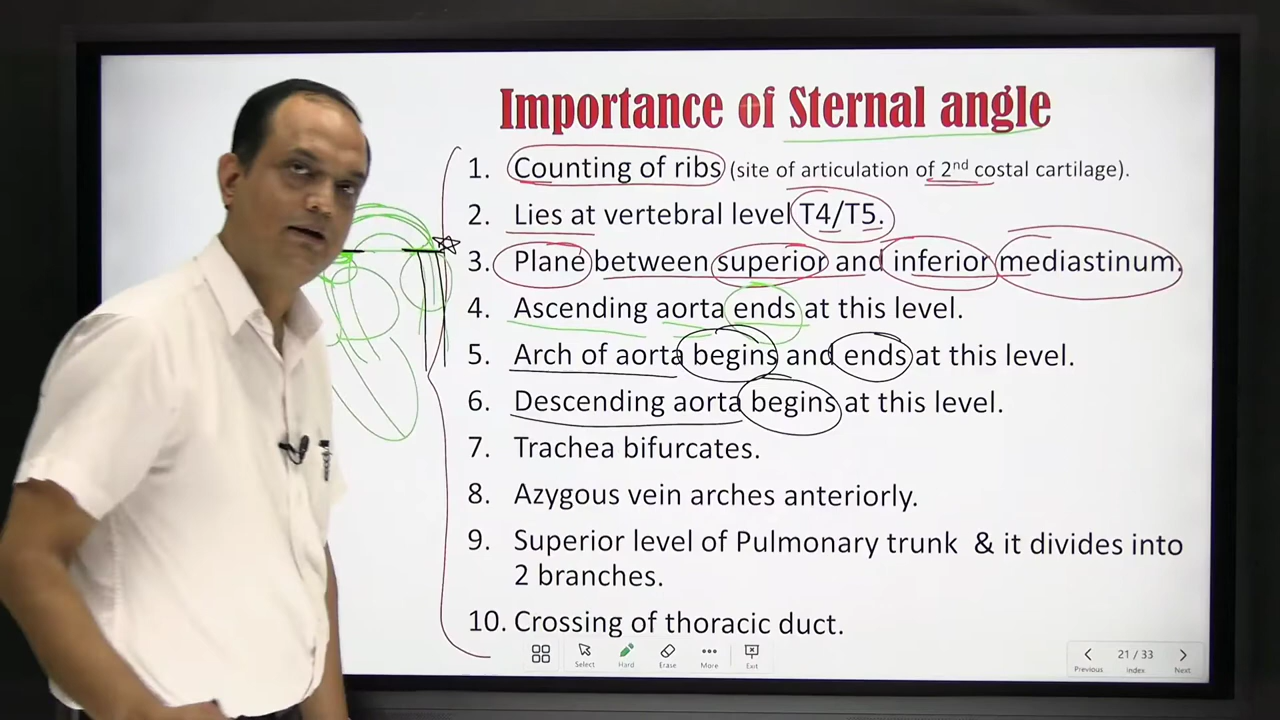 Importance of Sternal angle
1. Counting of ribs (site of articulation of 2nd costal cartilage).
2. Lies at vertebral level T4/T5.
3. Plane between superior and inferior mediastinum.
4. Ascending aorta ends at this level.
5. Arch of aorta begins and ends at this level.
6. Descending aorta begins at this level.
7. Trachea bifurcates.
8. Azygous vein arches anteriorly.
9. Superior level of Pulmonary trunk & it divides into
2 branches.
10. Crossing of thoracic duct.
Select Hard Erase More Exit
21 / 33
Previous Index Next